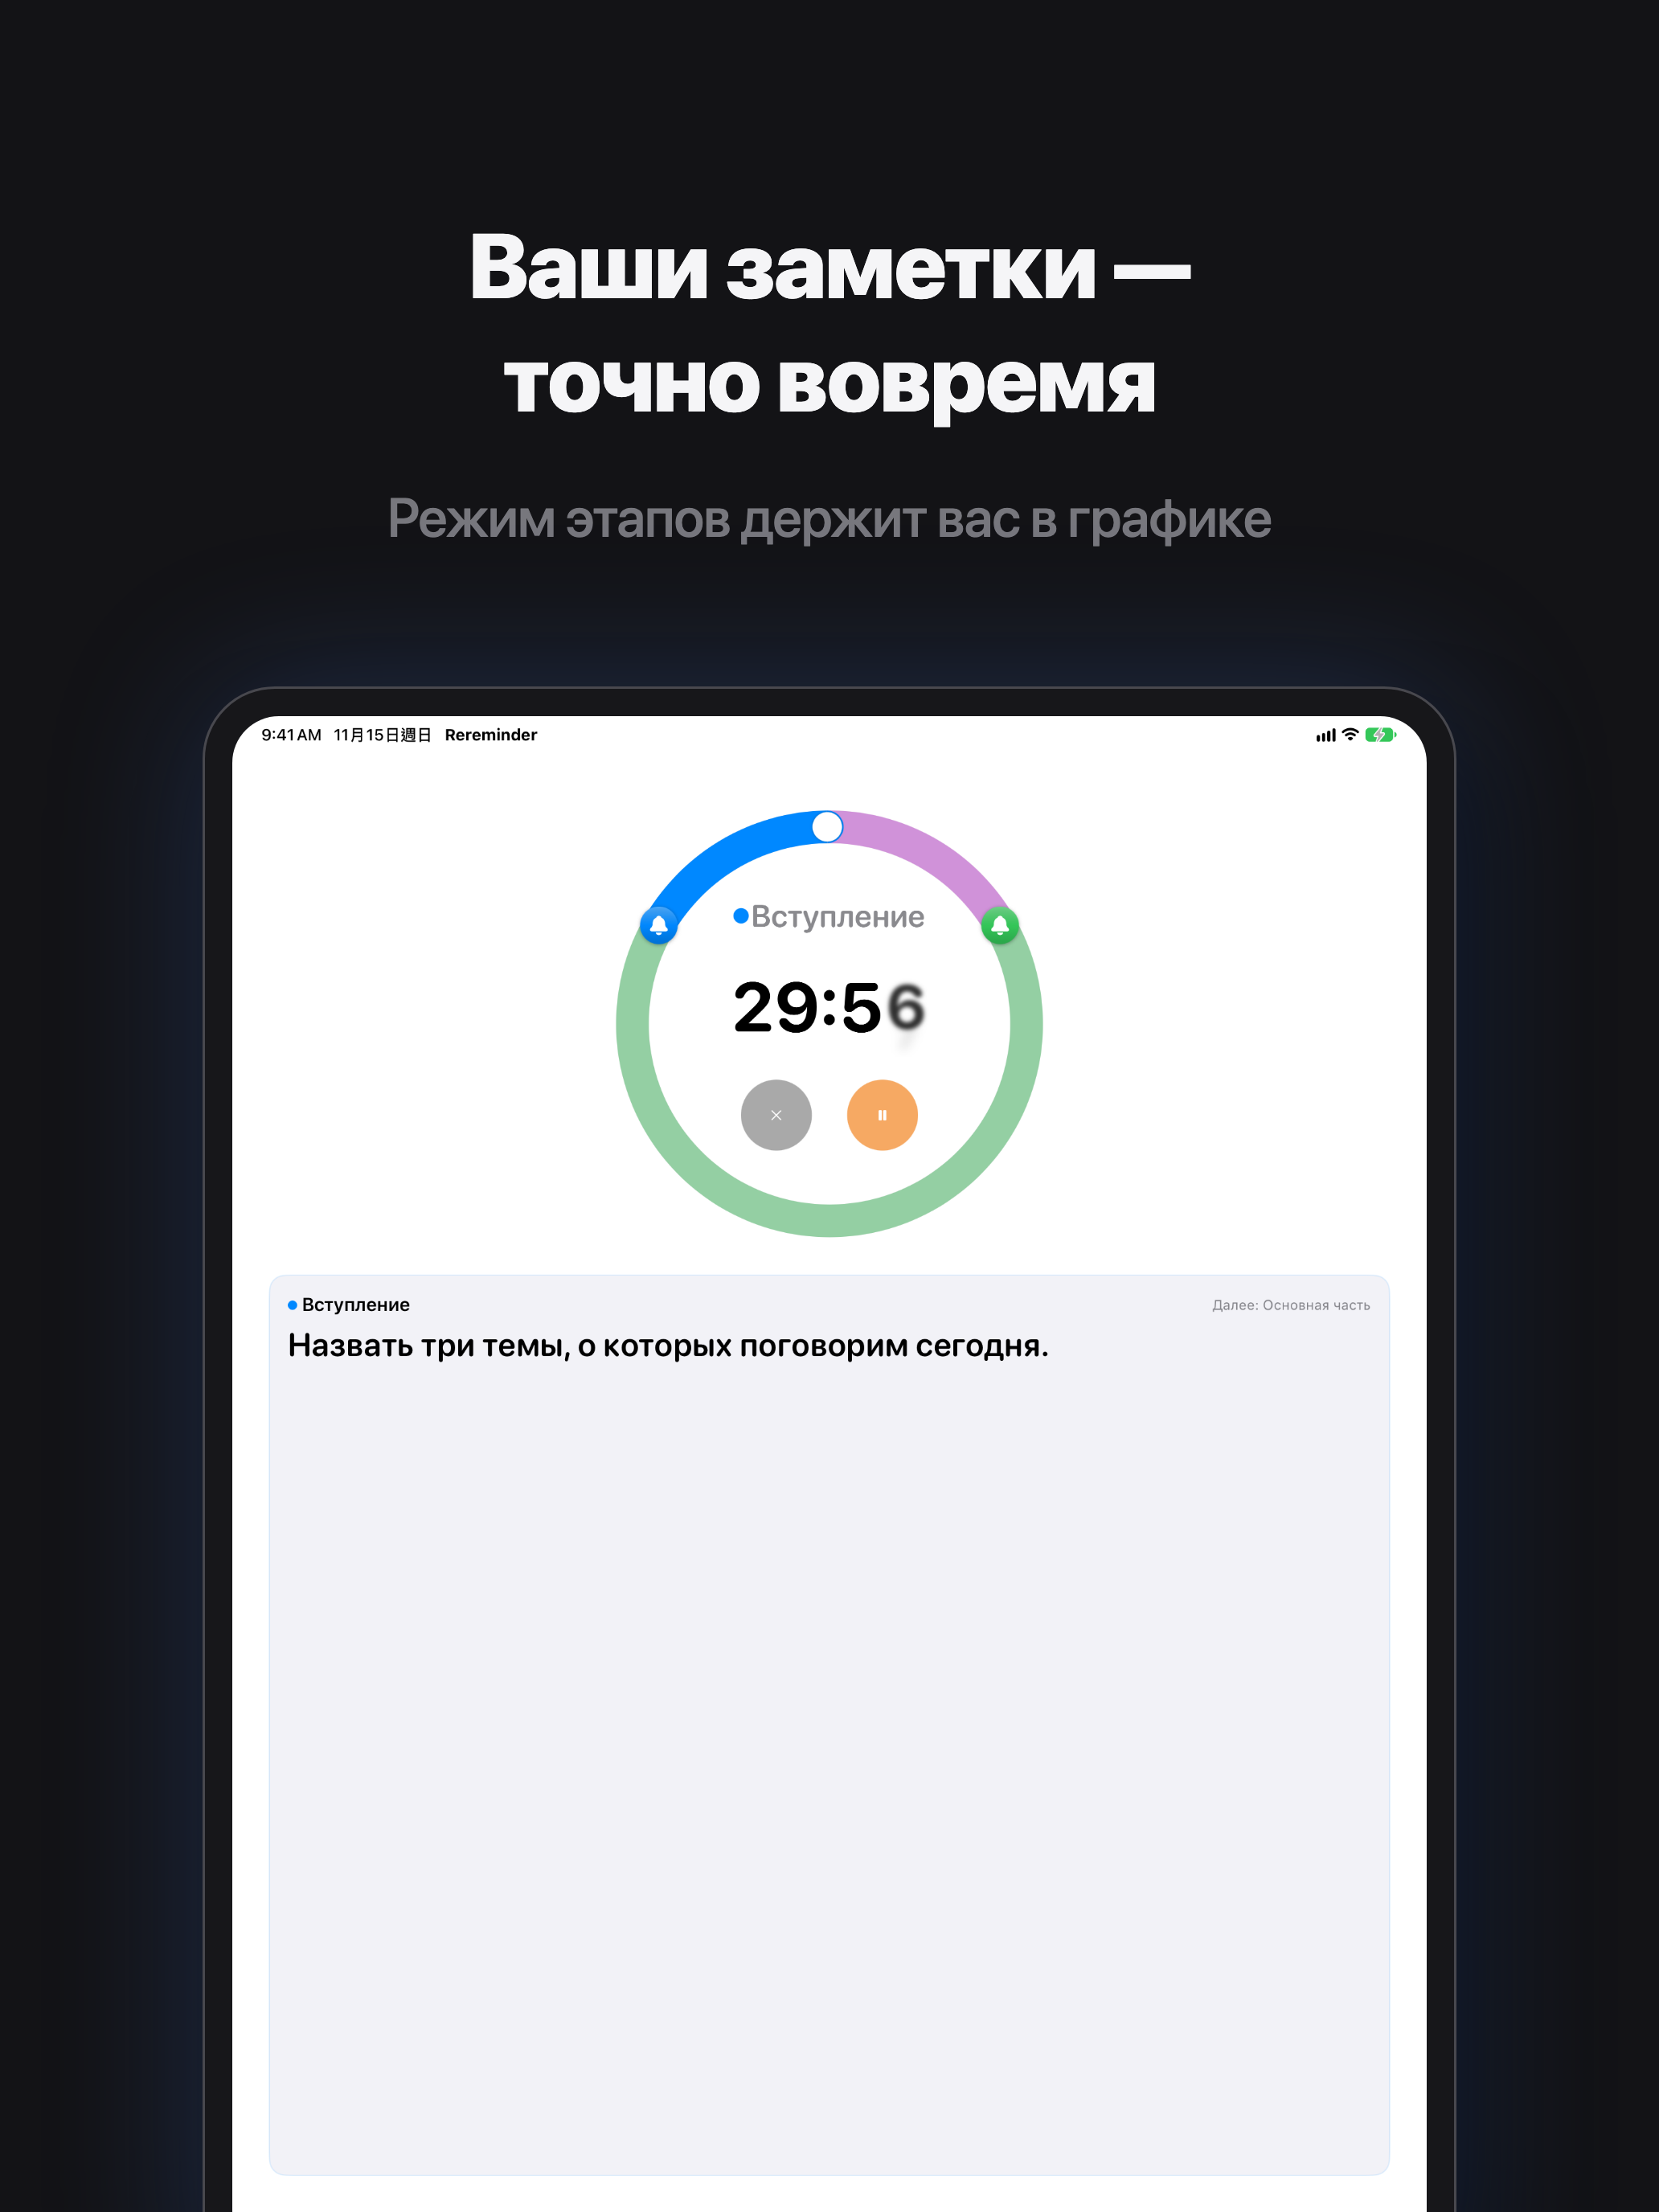 Ваши заметки —
точно вовремя
Режим этапов держит вас в графике
9:41 AM 11月15日週日 Rereminder
Вступление
29:56
Вступление
Далее: Основная часть
Назвать три темы, о которых поговорим сегодня.